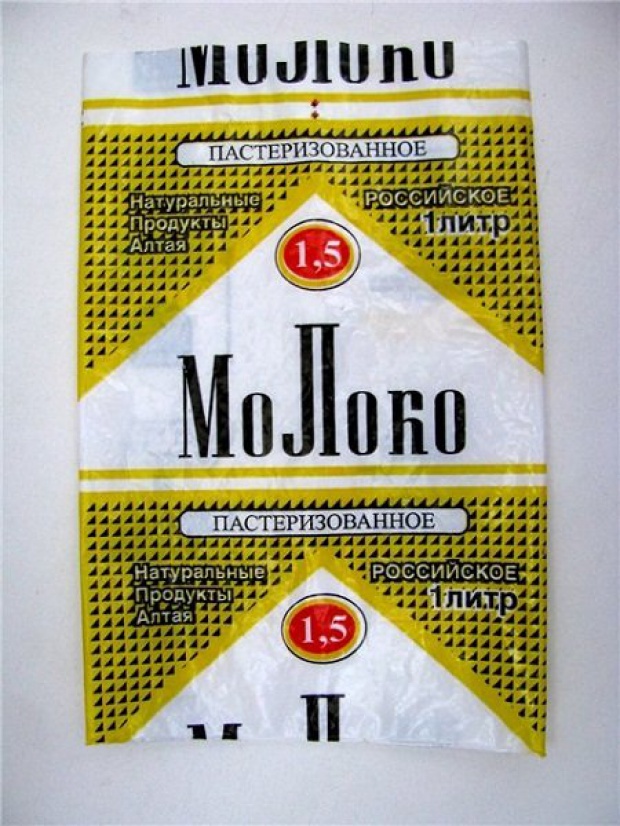 МоЛоко
ПАСТЕРИЗОВАННОЕ
Натуральные
Продукты
Алтая
РОССИЙСКОЕ
1литр
1,5
МоЛоко
ПАСТЕРИЗОВАННОЕ
Натуральные
Продукты
Алтая
РОССИЙСКОЕ
1литр
1,5